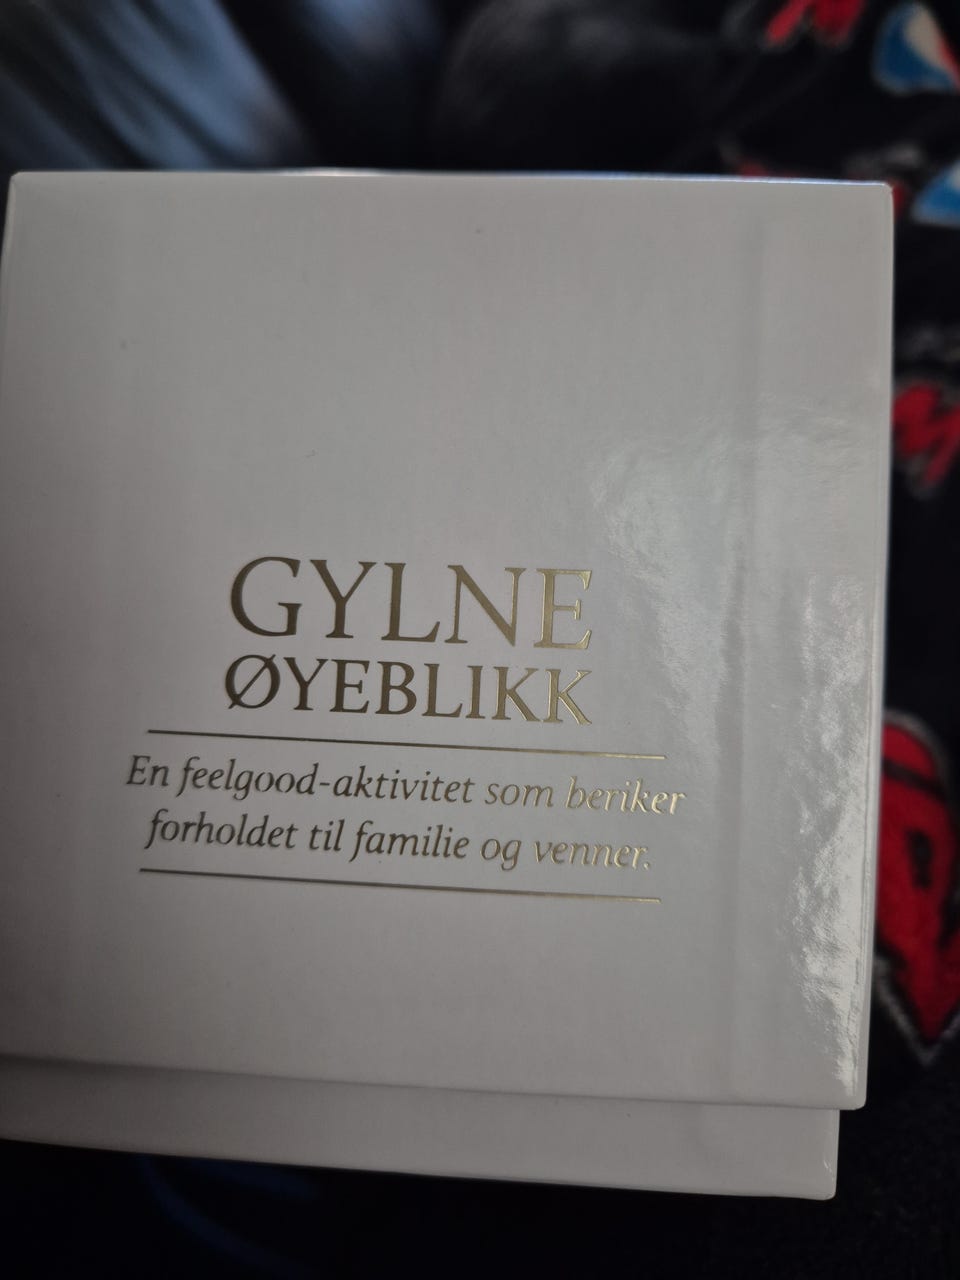 GYLNE
ØYEBLIKK
En feelgood-aktivitet som beriker
forholdet til familie og venner.